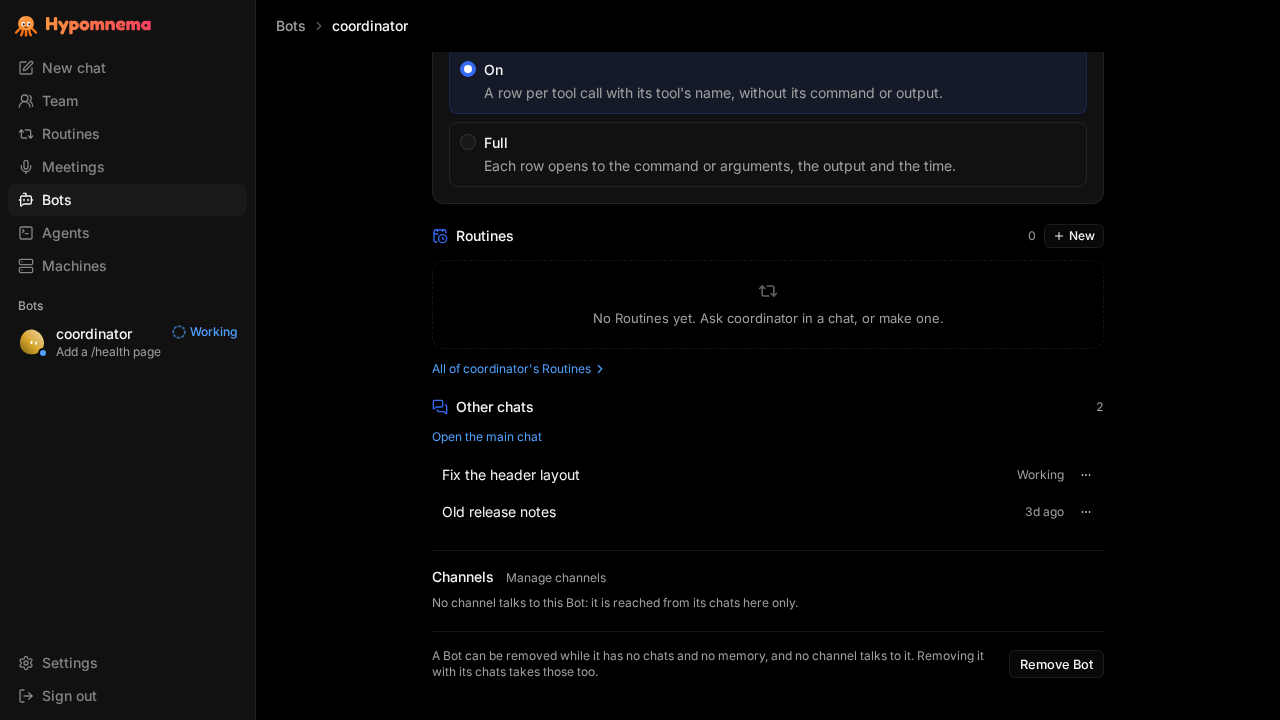 Hypomnema
New chat
Team
Routines
Meetings
Bots
Agents
Machines
Bots
coordinator
Working
Add a /health page
Settings
Sign out
Bots
coordinator
On
A row per tool call with its tool's name, without its command or output.
Full
Each row opens to the command or arguments, the output and the time.
Routines
0
New
No Routines yet. Ask coordinator in a chat, or make one.
All of coordinator's Routines
Other chats
2
Open the main chat
Fix the header layout
Working
Old release notes
3d ago
Channels
Manage channels
No channel talks to this Bot: it is reached from its chats here only.
A Bot can be removed while it has no chats and no memory, and no channel talks to it. Removing it
with its chats takes those too.
Remove Bot